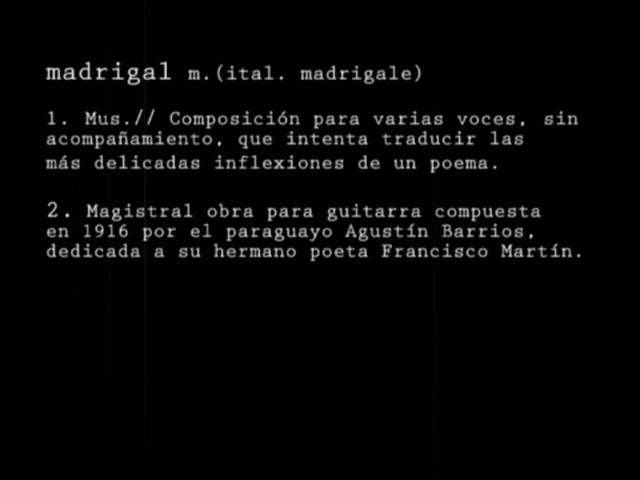 madrigal m.(ital. madrigale)
1. Mus.// Composición para varias voces, sin
acompañamiento, que intenta traducir las
más delicadas inflexiones de un poema.
2. Magistral obra para guitarra compuesta
en 1916 por el paraguayo Agustín Barrios,
dedicada a su hermano poeta Francisco Martín.